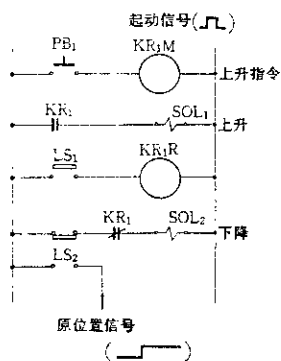 起动信号( )
PB₁ KR₁M
上升指令
KR₁ SOL₁
上升
LS₁ KR₁R
KR₁ SOL₂
下降
LS₂
原位置信号
( )